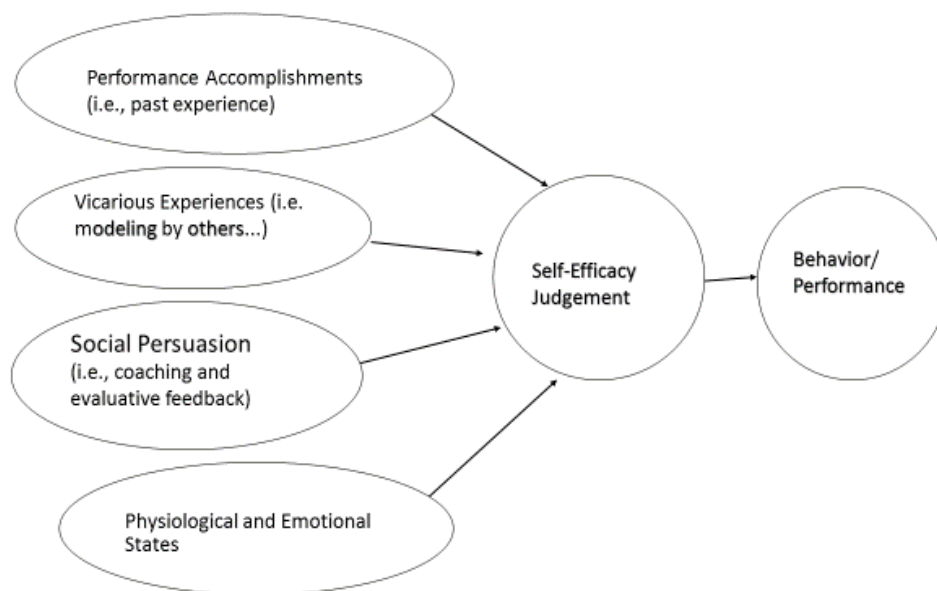 Performance Accomplishments
(i.e., past experience)
Vicarious Experiences (i.e.
modeling by others...)
Social Persuasion
(i.e., coaching and
evaluative feedback)
Physiological and Emotional
States
Self-Efficacy
Judgement
Behavior/
Performance